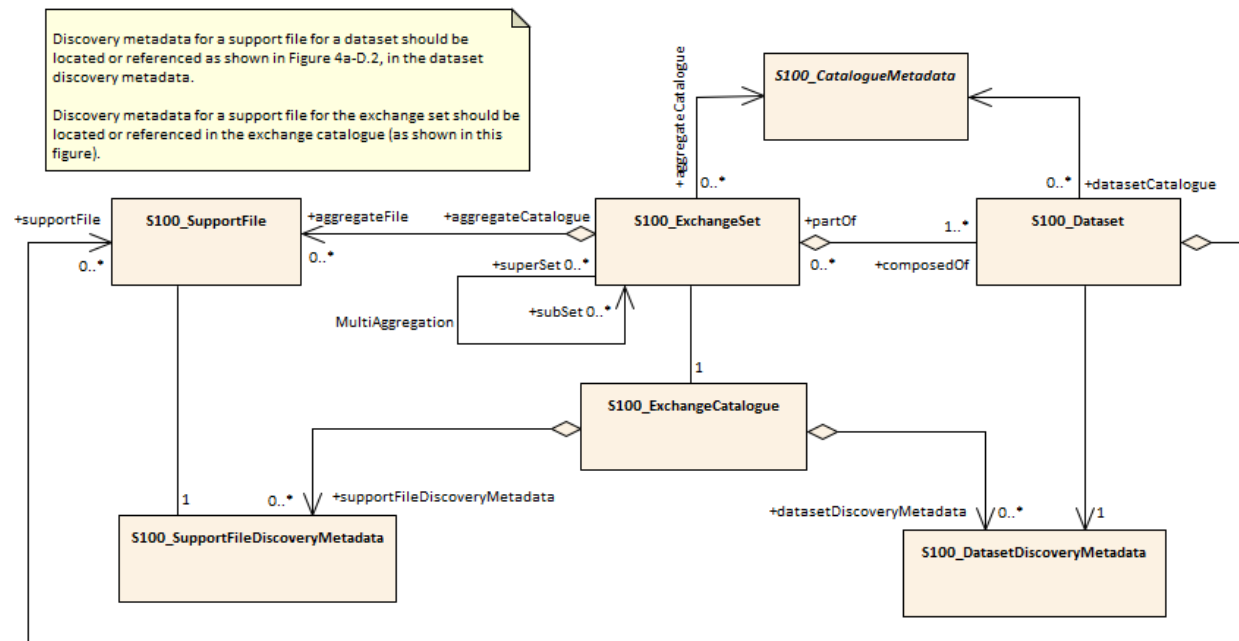 Discovery metadata for a support file for a dataset should be
located or referenced as shown in Figure 4a-D.2, in the dataset
discovery metadata.
Discovery metadata for a support file for the exchange set should be
located or referenced in the exchange catalogue (as shown in this
figure).
+aggregateCatalogue
S100_CatalogueMetadata
0..*
0..*
+datasetCatalogue
+supportFile
S100_SupportFile
+aggregateFile
+aggregateCatalogue
S100_ExchangeSet
+partOf
1..*
S100_Dataset
0..*
0..*
+superSet 0..*
0..*
+composedOf
MultiAggregation
+subSet 0..*
1
S100_ExchangeCatalogue
1
0..*
+supportFileDiscoveryMetadata
+datasetDiscoveryMetadata
0..*
1
S100_SupportFileDiscoveryMetadata
S100_DatasetDiscoveryMetadata